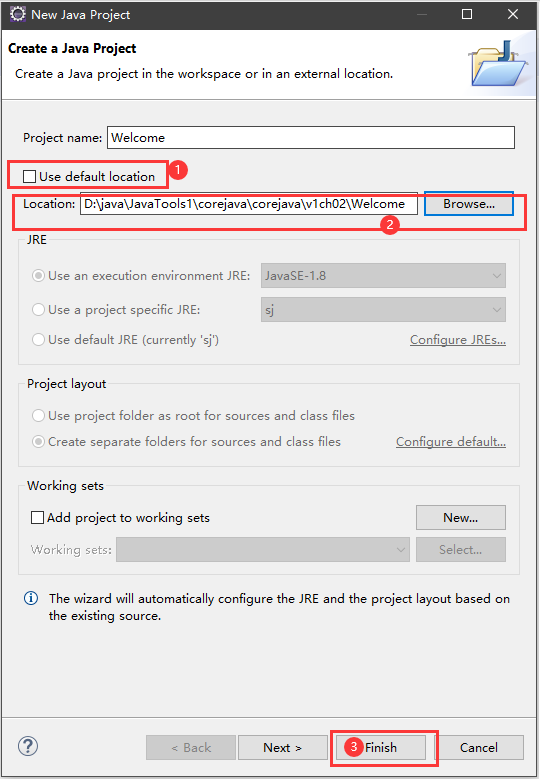 New Java Project
Create a Java Project
Create a Java project in the workspace or in an external location.
Project name: Welcome
Use default location 1
Location: D:\java\JavaTools1\corejava\corejava\v1ch02\Welcome Browse...
2
JRE
Use an execution environment JRE: JavaSE-1.8
Use a project specific JRE: sj
Use default JRE (currently 'sj') Configure JREs...
Project layout
Use project folder as root for sources and class files
Create separate folders for sources and class files Configure default...
Working sets
Add project to working sets New...
Working sets: Select...
The wizard will automatically configure the JRE and the project layout based on
the existing source.
? < Back Next > 3 Finish Cancel